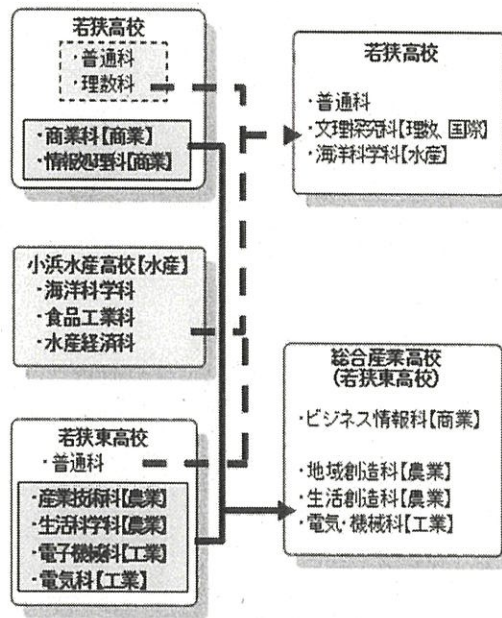 若狭高校
・普通科
・理数科
・商業科【商業】
・情報処理科【商業】
小浜水産高校【水産】
・海洋科学科
・食品工業科
・水産経済科
若狭東高校
・普通科
・産業技術科【農業】
・生活科学科【農業】
・電子機械科【工業】
・電気科【工業】
若狭高校
・普通科
・文理探究科【理数、国際】
・海洋科学科【水産】
総合産業高校
(若狭東高校)
・ビジネス情報科【商業】
・地域創造科【農業】
・生活創造科【農業】
・電気・機械科【工業】